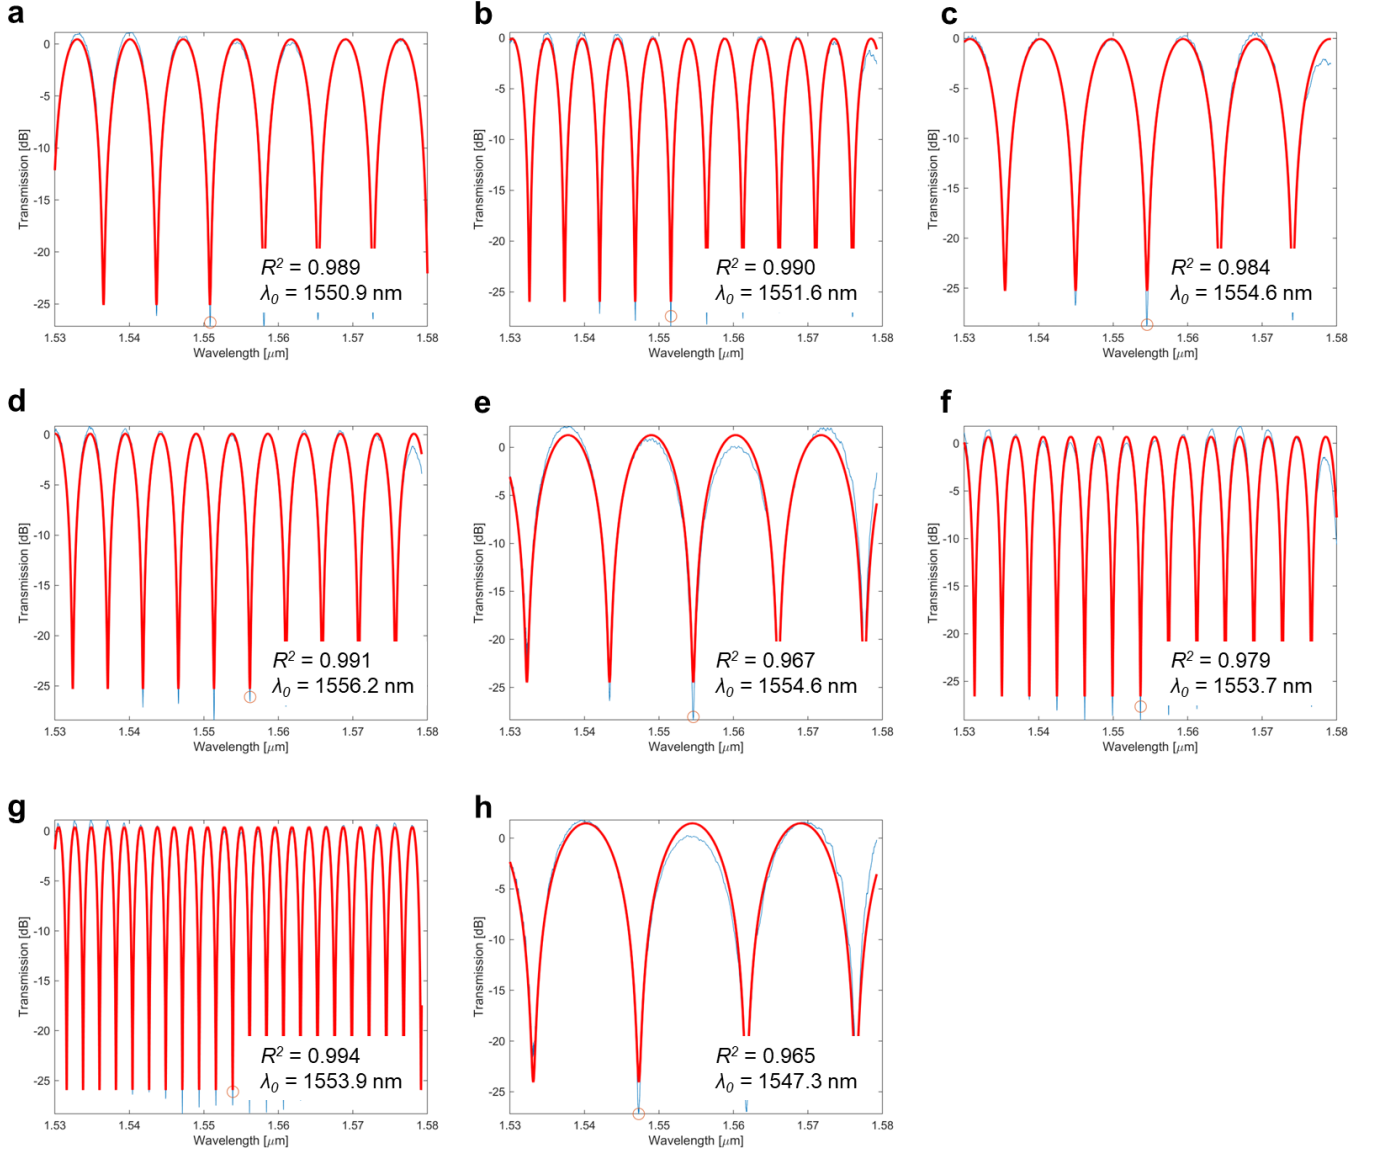 a
0
-5
-10
-15
-20
-25
Transmission [dB]
R² = 0.989
λ₀ = 1550.9 nm
1.53 1.54 1.55 1.56 1.57 1.58
Wavelength [μm]
b
0
-5
-10
-15
-20
-25
Transmission [dB]
R² = 0.990
λ₀ = 1551.6 nm
1.53 1.54 1.55 1.56 1.57 1.58
Wavelength [μm]
c
0
-5
-10
-15
-20
-25
Transmission [dB]
R² = 0.984
λ₀ = 1554.6 nm
1.53 1.54 1.55 1.56 1.57 1.58
Wavelength [μm]
d
0
-5
-10
-15
-20
-25
Transmission [dB]
R² = 0.991
λ₀ = 1556.2 nm
1.53 1.54 1.55 1.56 1.57 1.58
Wavelength [μm]
e
0
-5
-10
-15
-20
-25
Transmission [dB]
R² = 0.967
λ₀ = 1554.6 nm
1.53 1.54 1.55 1.56 1.57 1.58
Wavelength [μm]
f
0
-5
-10
-15
-20
-25
Transmission [dB]
R² = 0.979
λ₀ = 1553.7 nm
1.53 1.54 1.55 1.56 1.57 1.58
Wavelength [μm]
g
0
-5
-10
-15
-20
-25
Transmission [dB]
R² = 0.994
λ₀ = 1553.9 nm
1.53 1.54 1.55 1.56 1.57 1.58
Wavelength [μm]
h
0
-5
-10
-15
-20
-25
Transmission [dB]
R² = 0.965
λ₀ = 1547.3 nm
1.53 1.54 1.55 1.56 1.57 1.58
Wavelength [μm]